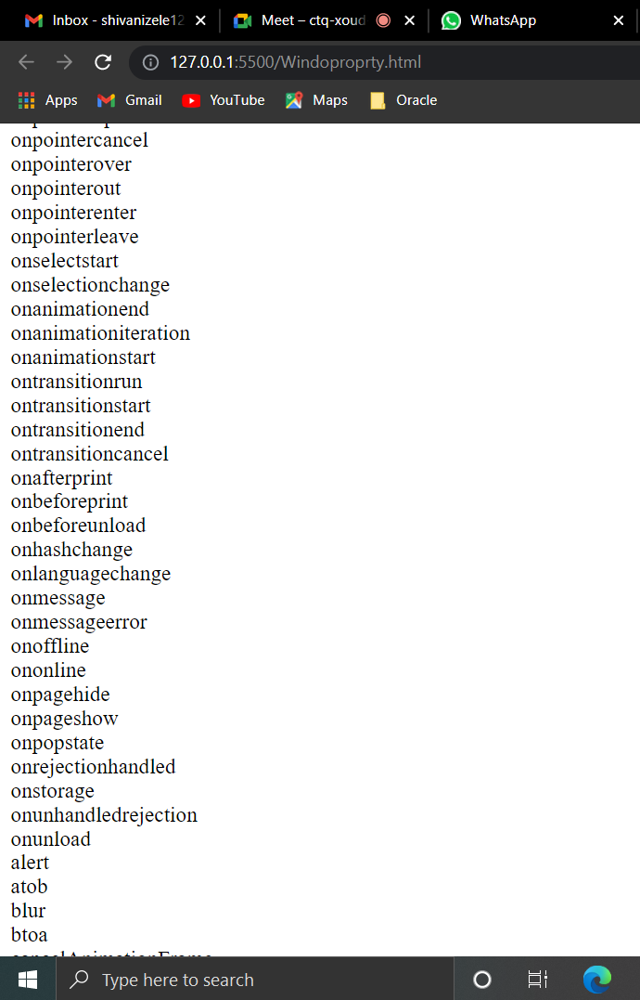 Inbox - shivanizele12
Meet – ctq-xoud
WhatsApp
127.0.0.1:5500/Windoproprty.html
Apps
Gmail
YouTube
Maps
Oracle
onpointercancel
onpointerover
onpointerout
onpointerenter
onpointerleave
onselectstart
onselectionchange
onanimationend
onanimationiteration
onanimationstart
ontransitionrun
ontransitionstart
ontransitionend
ontransitioncancel
onafterprint
onbeforeprint
onbeforeunload
onhashchange
onlanguagechange
onmessage
onmessageerror
onoffline
ononline
onpagehide
onpageshow
onpopstate
onrejectionhandled
onstorage
onunhandledrejection
onunload
alert
atob
blur
btoa
cancelAnimationFrame
Type here to search